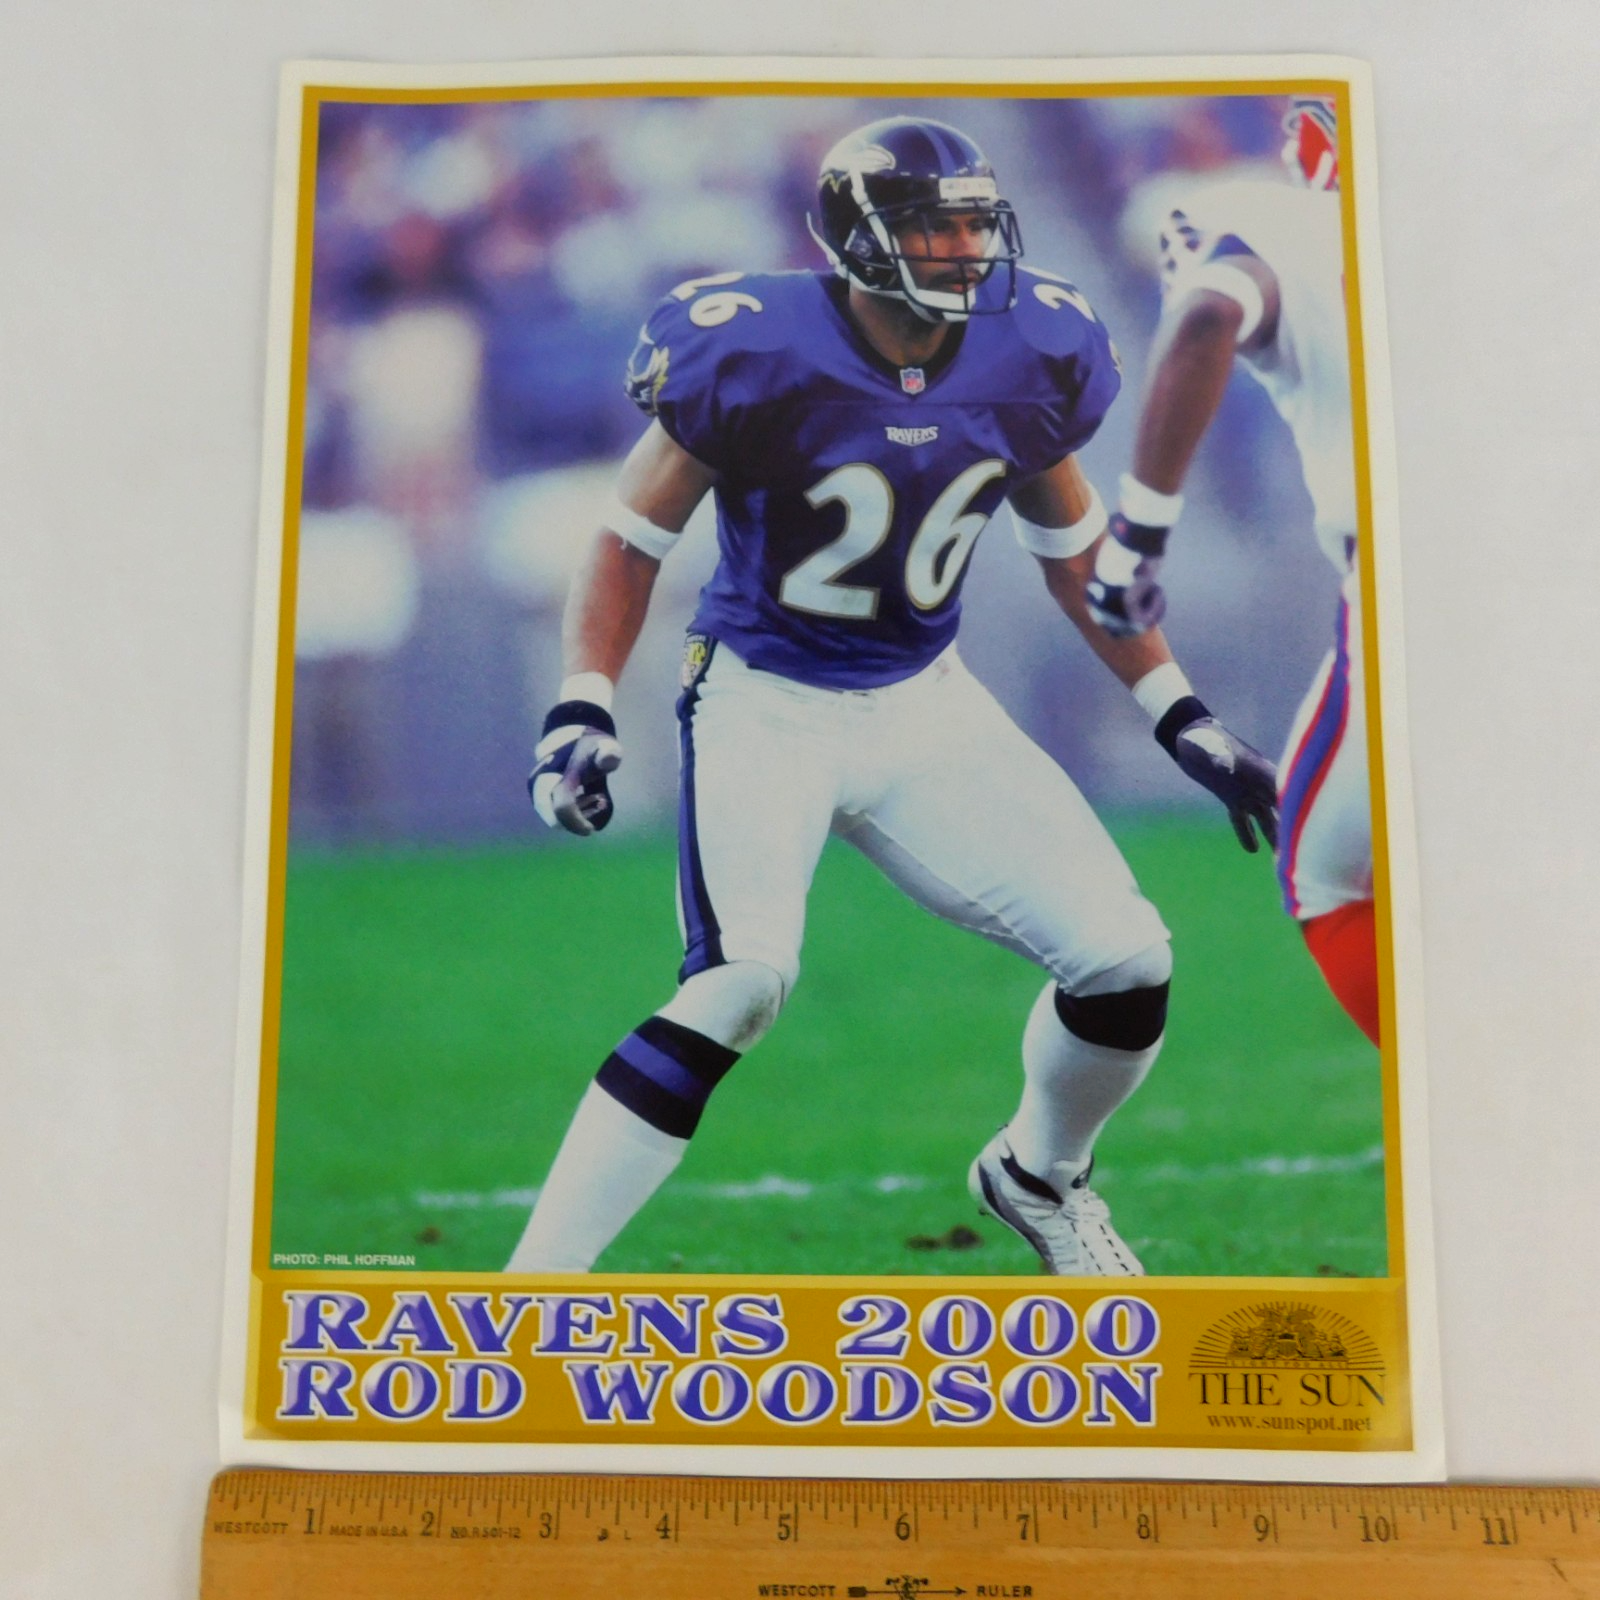 26
2
RAVENS
26
PHOTO: PHIL HOFFMAN
RAVENS 2000
ROD WOODSON
THE SUN
www.sunspot.net
1 2 3 4 5 6 7 8 9 10 11
WESTCOTT MADE IN U.S.A
WESTCOTT RULER